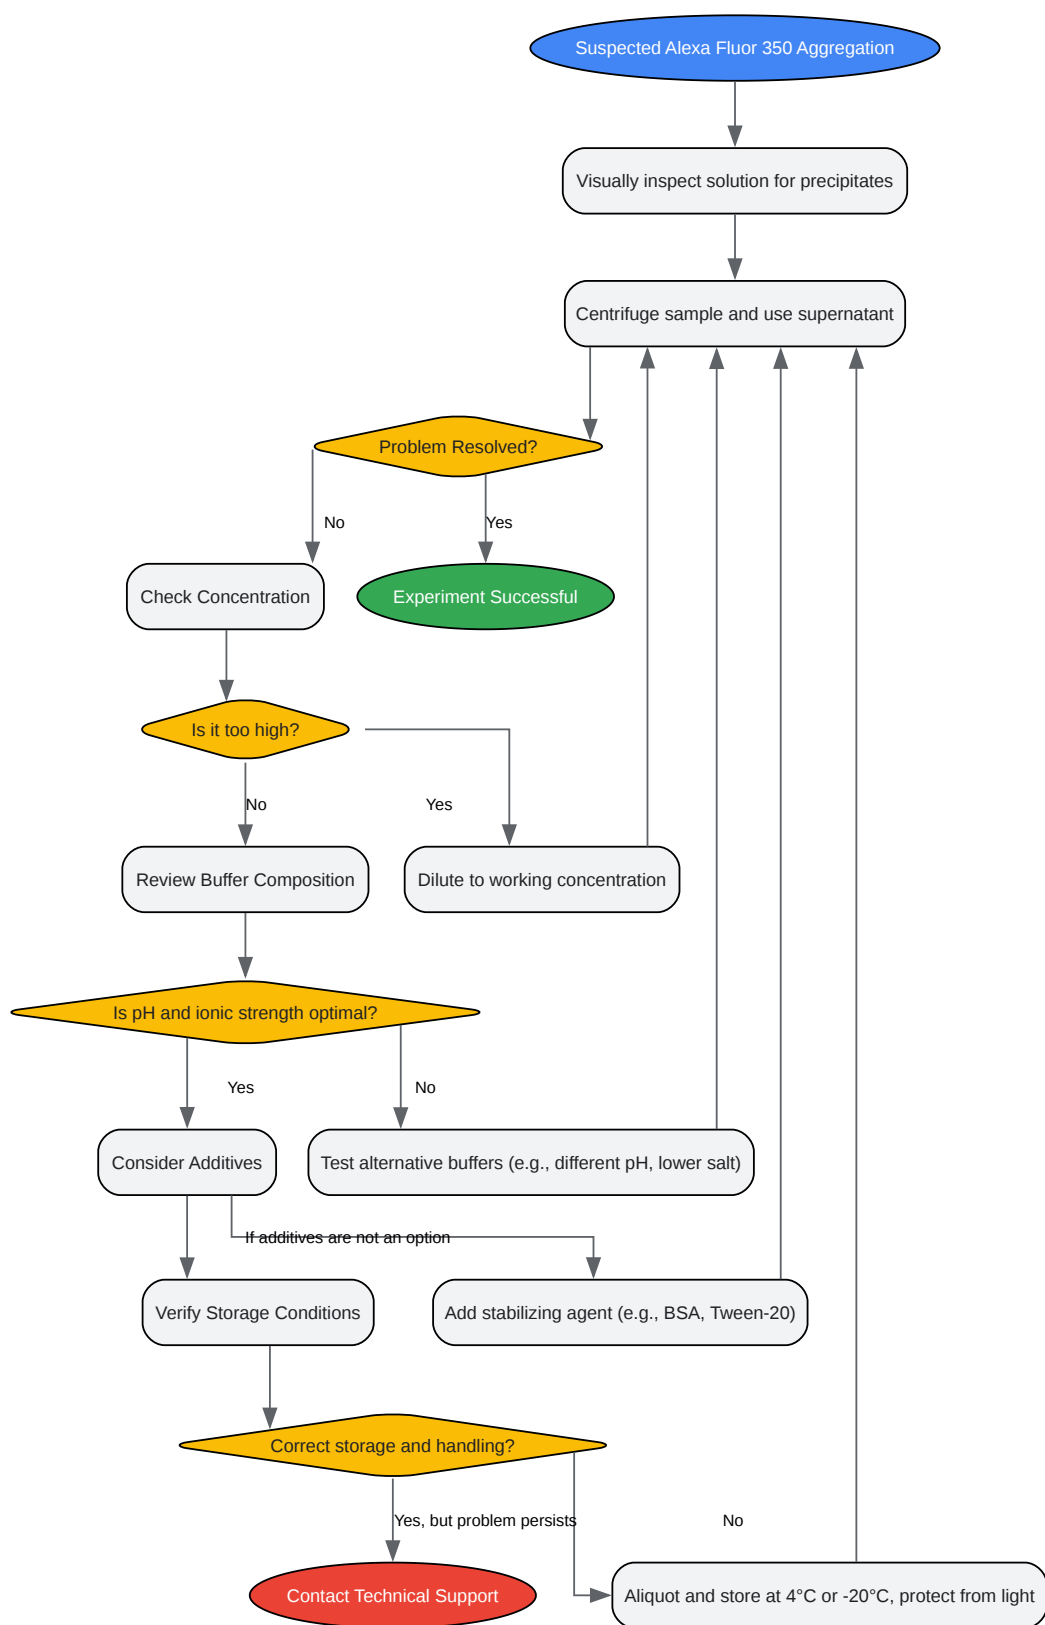 Suspected Alexa Fluor 350 Aggregation
Visually inspect solution for precipitates
Centrifuge sample and use supernatant
Problem Resolved?
No
Yes
Check Concentration
Experiment Successful
Is it too high?
No
Yes
Review Buffer Composition
Dilute to working concentration
Is pH and ionic strength optimal?
Yes
No
Consider Additives
Test alternative buffers (e.g., different pH, lower salt)
If additives are not an option
Verify Storage Conditions
Add stabilizing agent (e.g., BSA, Tween-20)
Correct storage and handling?
Yes, but problem persists
No
Contact Technical Support
Aliquot and store at 4°C or -20°C, protect from light